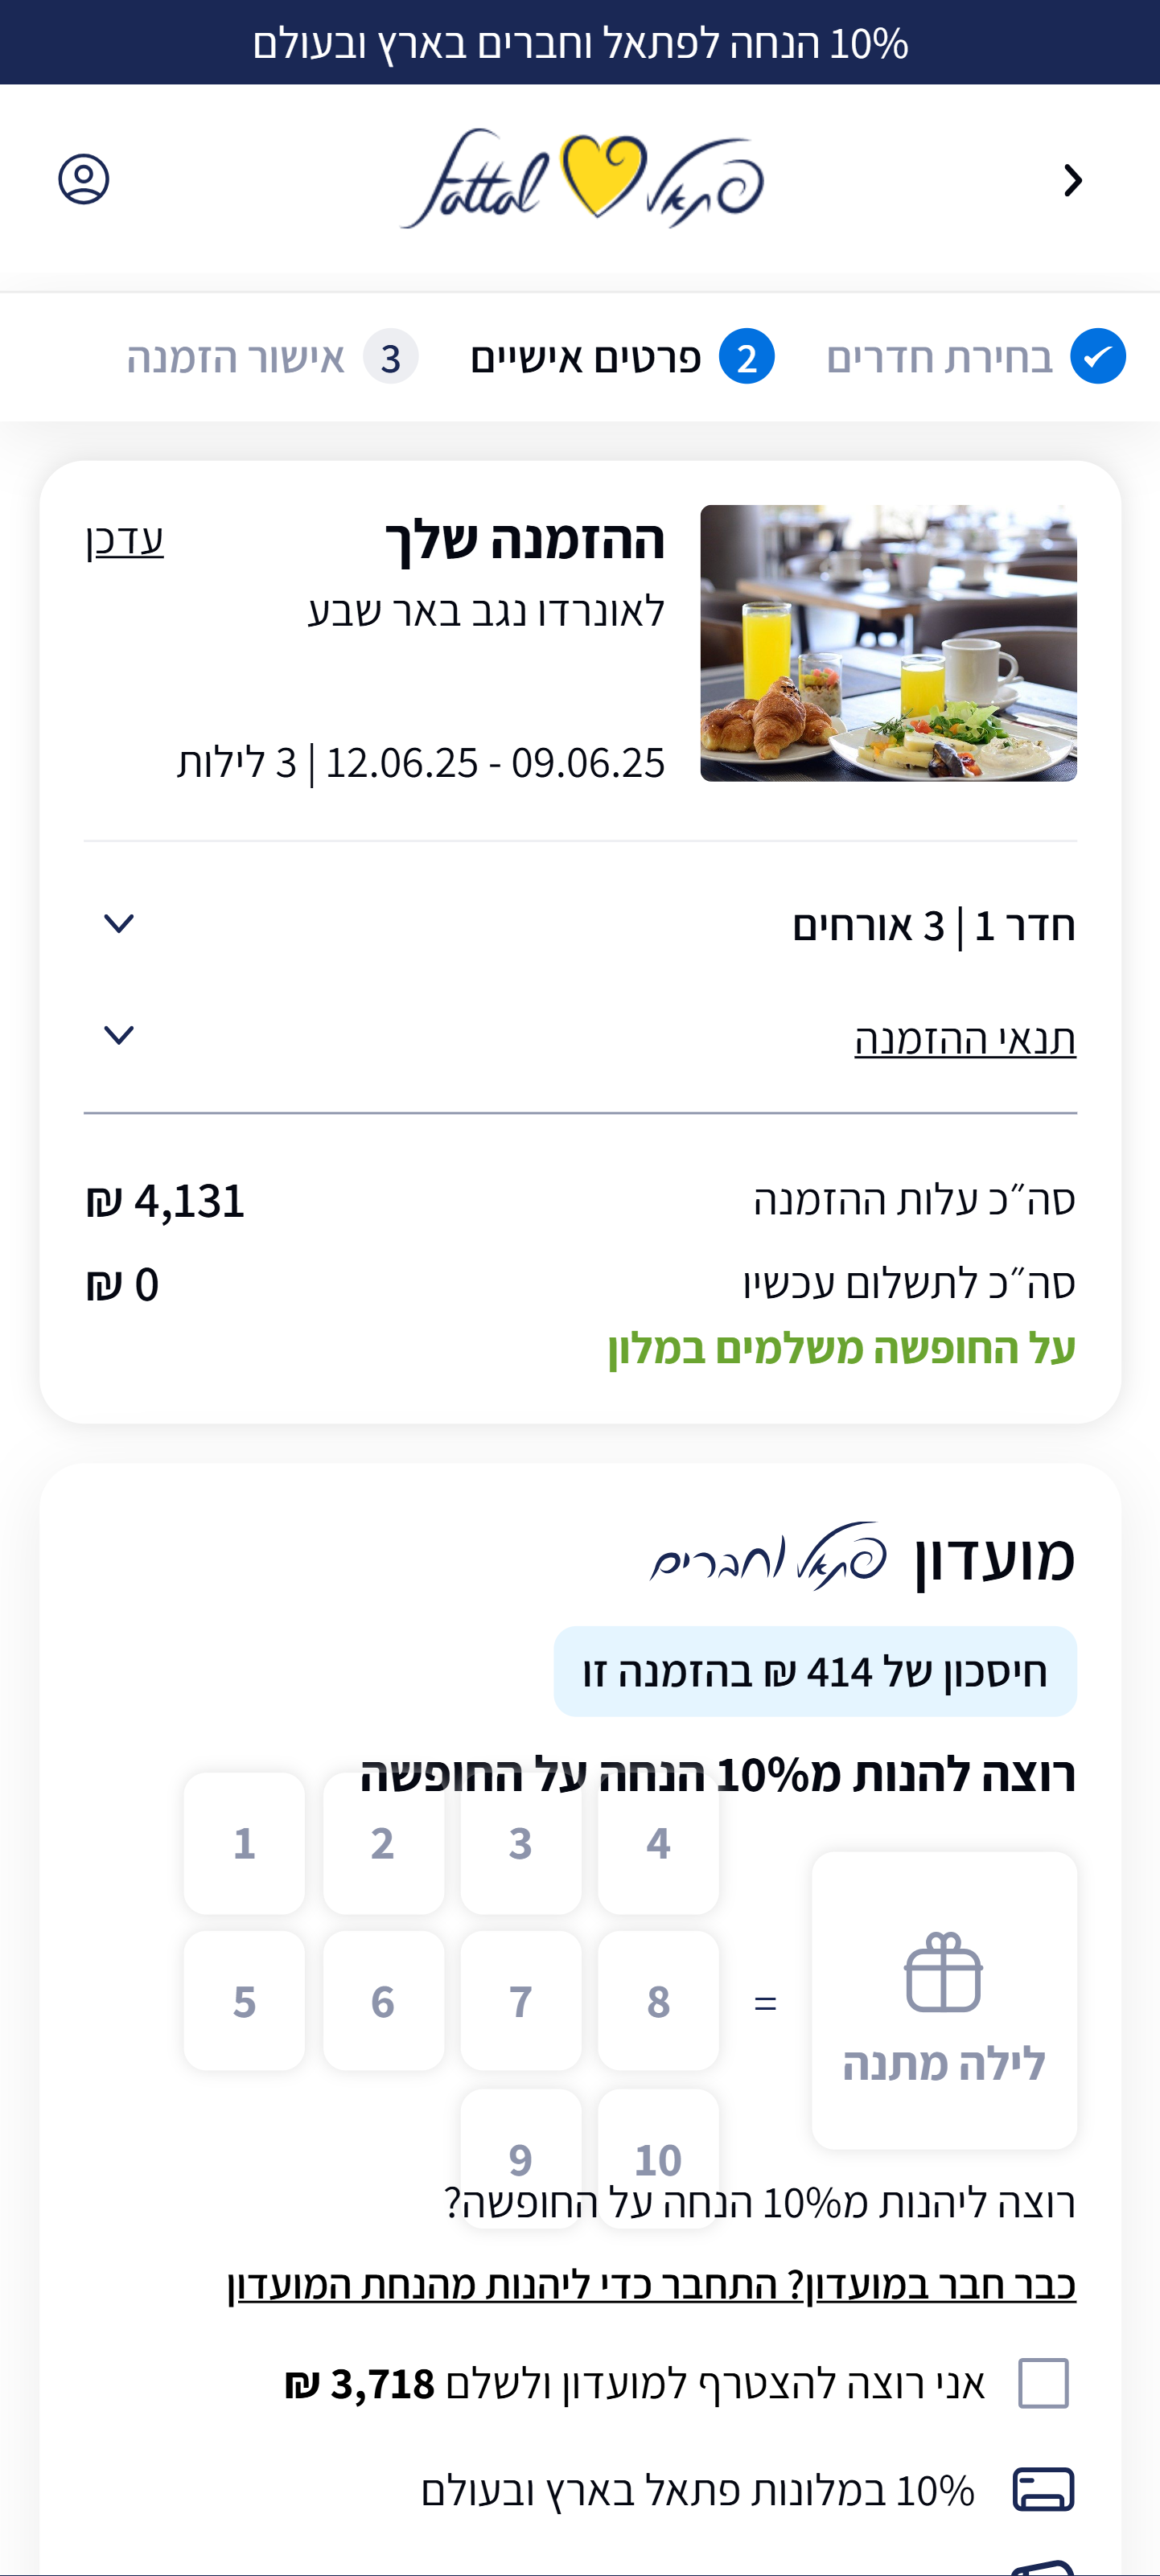 10% הנחה לפתאל וחברים בארץ ובעולם
פתאל fattal
בחירת חדרים 2 פרטים אישיים 3 אישור הזמנה
ההזמנה שלך עדכן
לאונרדו נגב באר שבע
09.06.25 - 12.06.25 | 3 לילות
חדר 1 | 3 אורחים
תנאי ההזמנה
סה״כ עלות ההזמנה 4,131 ₪
סה״כ לתשלום עכשיו 0 ₪
על החופשה משלמים במלון
מועדון פתאל וחברים
חיסכון של 414 ₪ בהזמנה זו
רוצה להנות מ10% הנחה על החופשה
1 2 3 4
5 6 7 8
=
לילה מתנה
9 10
רוצה ליהנות מ10% הנחה על החופשה?
כבר חבר במועדון? התחבר כדי ליהנות מהנחת המועדון
אני רוצה להצטרף למועדון ולשלם 3,718 ₪
10% במלונות פתאל בארץ ובעולם